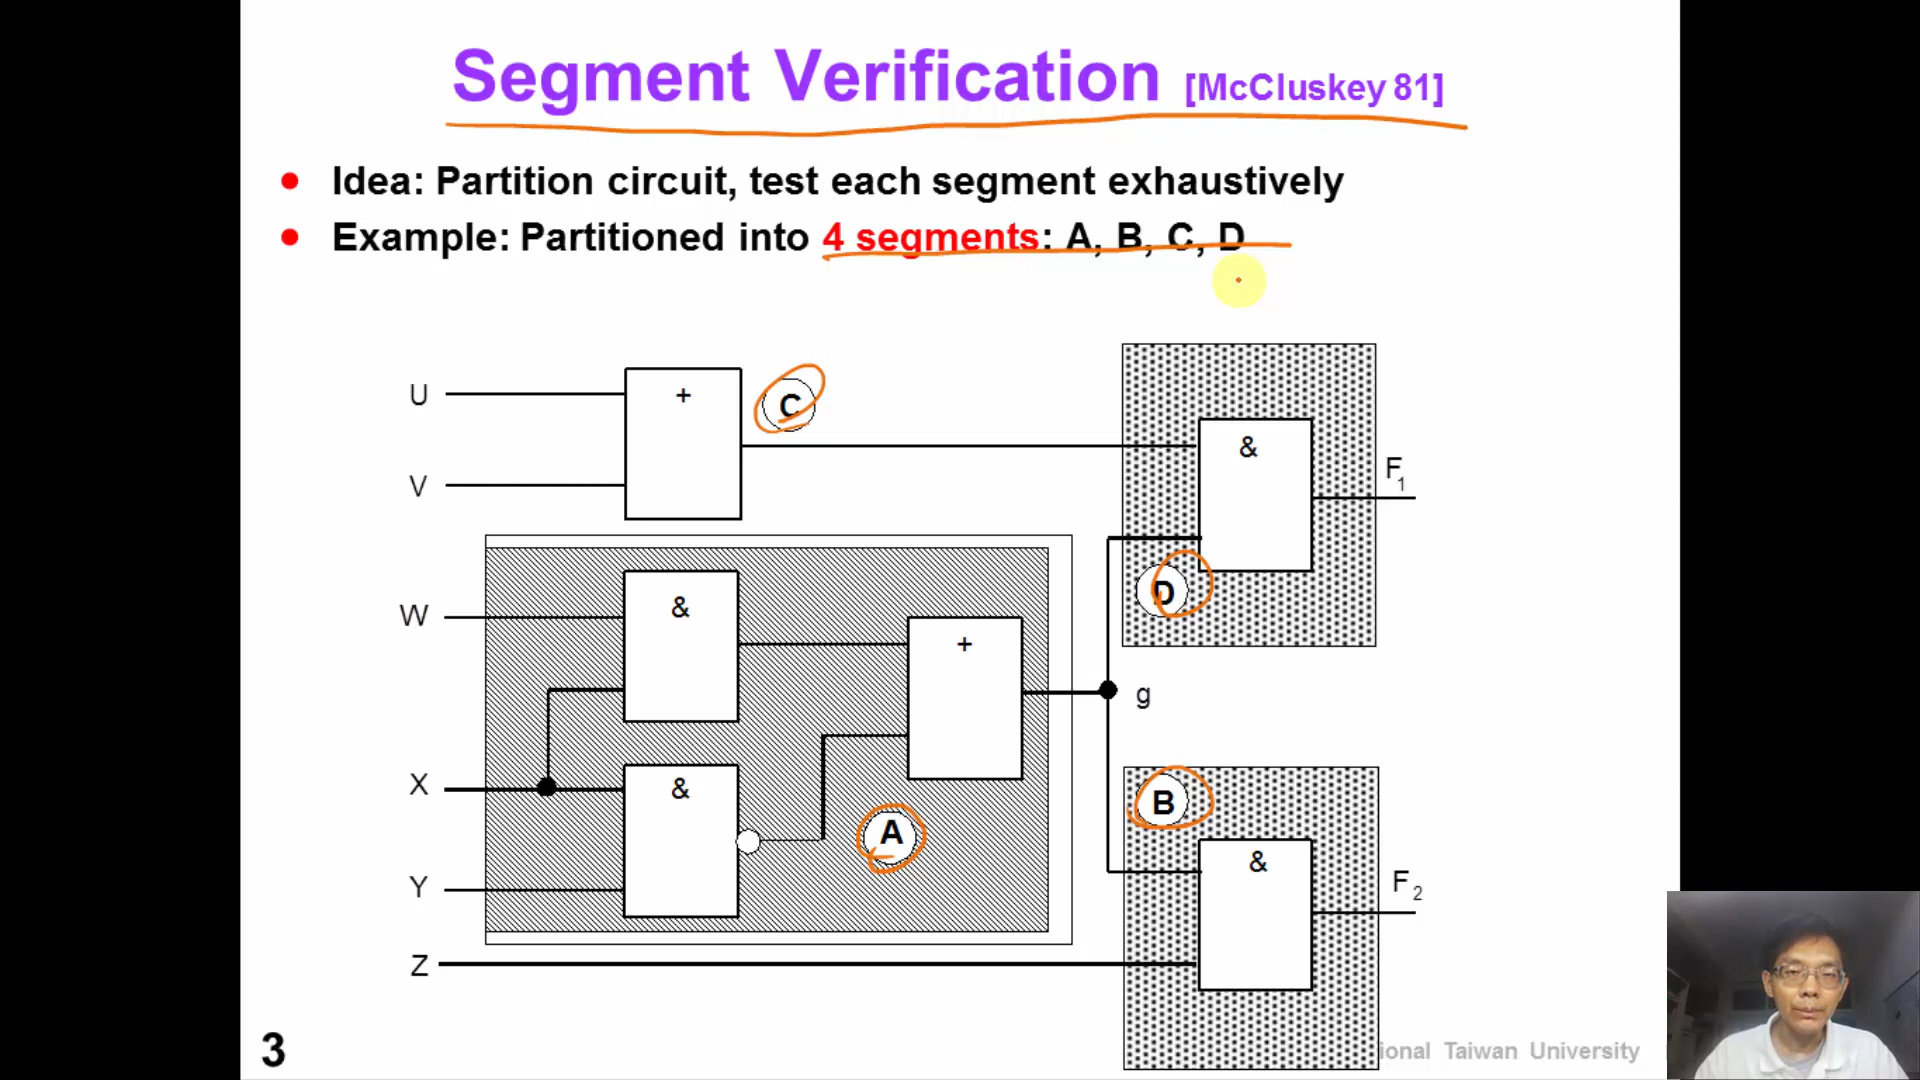 Segment Verification [McCluskey 81]
● Idea: Partition circuit, test each segment exhaustively
● Example: Partitioned into 4 segments: A, B, C, D
U
+
C
V
&
F1
D
W
&
+
g
X
&
A
B
&
Y
F2
Z
3
ional Taiwan University